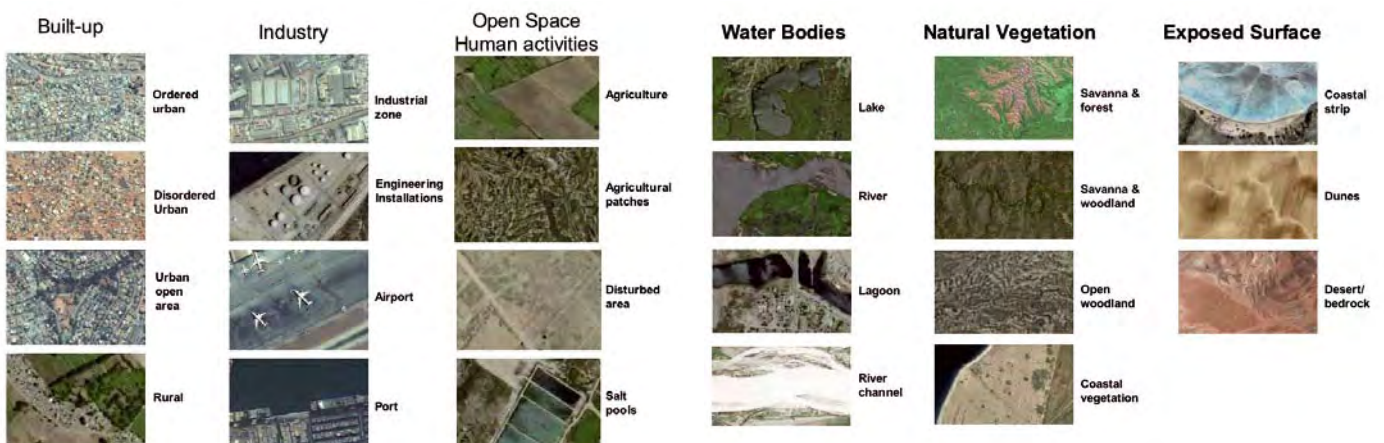 Built-up
Ordered
urban
Disordered
Urban
Urban
open
area
Rural
Industry
Industrial
zone
Engineering
Installations
Airport
Port
Open Space
Human activities
Agriculture
Agricultural
patches
Disturbed
area
Salt
pools
Water Bodies
Lake
River
Lagoon
River
channel
Natural Vegetation
Savanna &
forest
Savanna &
woodland
Open
woodland
Coastal
vegetation
Exposed Surface
Coastal
strip
Dunes
Desert/
bedrock